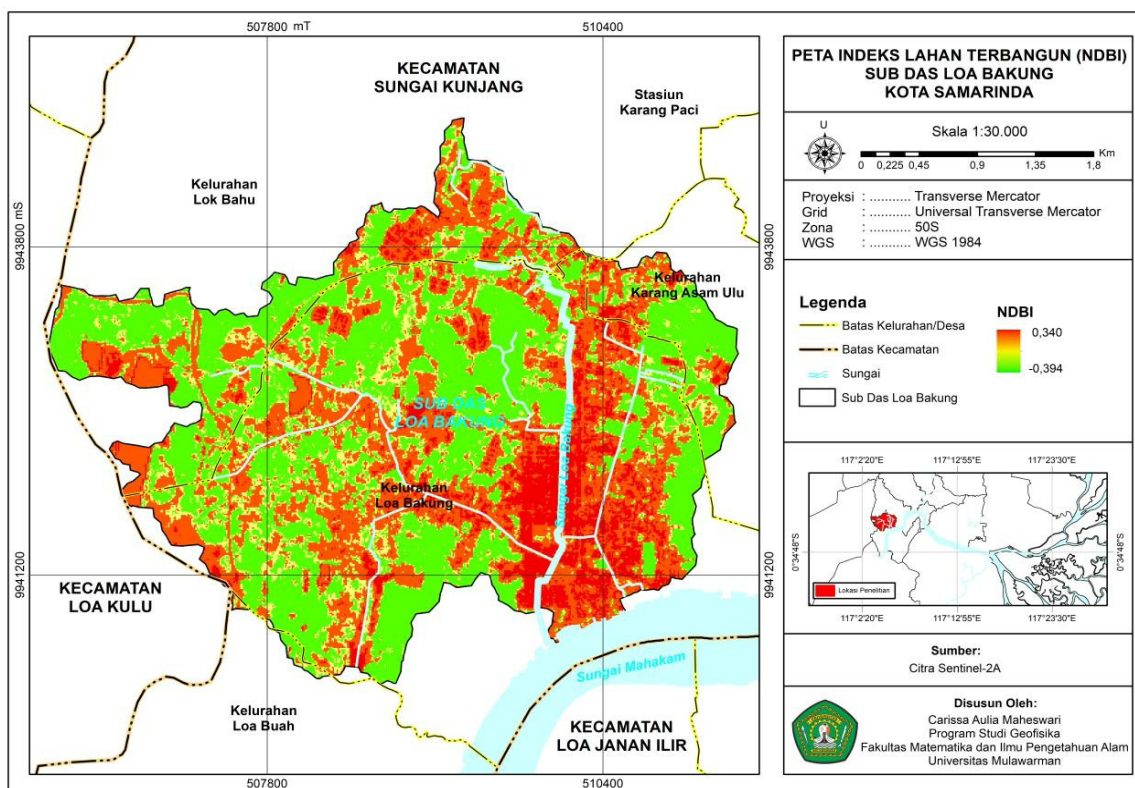 507800 mT
510400
9943800 mS
9941200
KECAMATAN
SUNGAI KUNJANG
Stasiun
Karang Paci
Kelurahan
Lok Bahu
Kelurahan
Karang Asam Ulu
SUB DAS
LOA BAKUNG
Sungai Loa Bakung
Kelurahan
Loa Bakung
KECAMATAN
LOA KULU
Sungai Mahakam
Kelurahan
Loa Buah
KECAMATAN
LOA JANAN ILIR
9943800
9941200
507800
510400
PETA INDEKS LAHAN TERBANGUN (NDBI)
SUB DAS LOA BAKUNG
KOTA SAMARINDA
U
Skala 1:30.000
Km
0 0,225 0,45 0,9 1,35 1,8
Proyeksi : .......... Transverse Mercator
Grid : .......... Universal Transverse Mercator
Zona : .......... 50S
WGS : .......... WGS 1984
Legenda
Batas Kelurahan/Desa
Batas Kecamatan
Sungai
Sub Das Loa Bakung
NDBI
0,340
-0,394
117°2'20"E 117°12'55"E 117°23'30"E
0°34'48"S
0°34'48"S
Lokasi Penelitian
117°2'20"E 117°12'55"E 117°23'30"E
Sumber:
Citra Sentinel-2A
Disusun Oleh:
Carissa Aulia Maheswari
Program Studi Geofisika
Fakultas Matematika dan Ilmu Pengetahuan Alam
Universitas Mulawarman